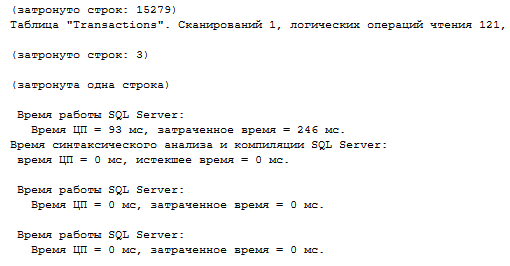 (затронуто строк: 15279)
Таблица "Transactions". Сканирований 1, логических операций чтения 121,
(затронуто строк: 3)
(затронута одна строка)
Время работы SQL Server:
Время ЦП = 93 мс, затраченное время = 246 мс.
Время синтаксического анализа и компиляции SQL Server:
время ЦП = 0 мс, истекшее время = 0 мс.
Время работы SQL Server:
Время ЦП = 0 мс, затраченное время = 0 мс.
Время работы SQL Server:
Время ЦП = 0 мс, затраченное время = 0 мс.